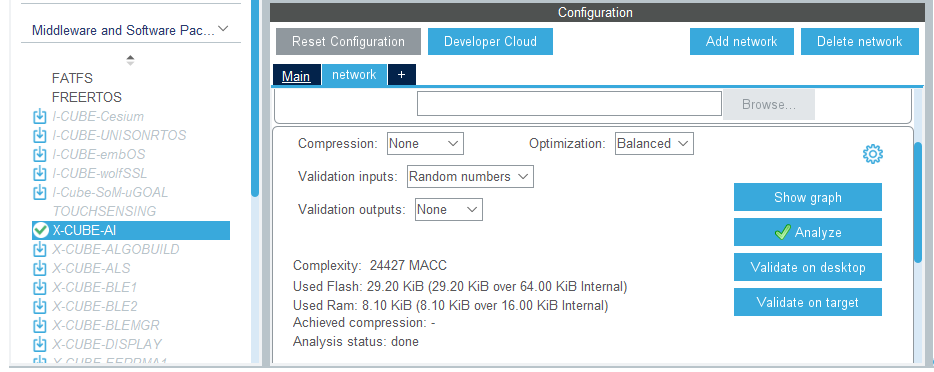 Configuration
Middleware and Software Pac...
Reset Configuration Developer Cloud Add network Delete network
Main network +
FATFS
FREERTOS
I-CUBE-Cesium
I-CUBE-UNISONRTOS
I-CUBE-embOS
I-CUBE-wolfSSL
I-Cube-SoM-uGOAL
TOUCHSENSING
X-CUBE-AI
X-CUBE-ALGOBUILD
X-CUBE-ALS
X-CUBE-BLE1
X-CUBE-BLE2
X-CUBE-BLEMGR
X-CUBE-DISPLAY
X-CUBE-EEPRMA1
Browse...
Compression: None Optimization: Balanced
Validation inputs: Random numbers
Validation outputs: None
Show graph
Analyze
Validate on desktop
Validate on target
Complexity: 24427 MACC
Used Flash: 29.20 KiB (29.20 KiB over 64.00 KiB Internal)
Used Ram: 8.10 KiB (8.10 KiB over 16.00 KiB Internal)
Achieved compression: -
Analysis status: done